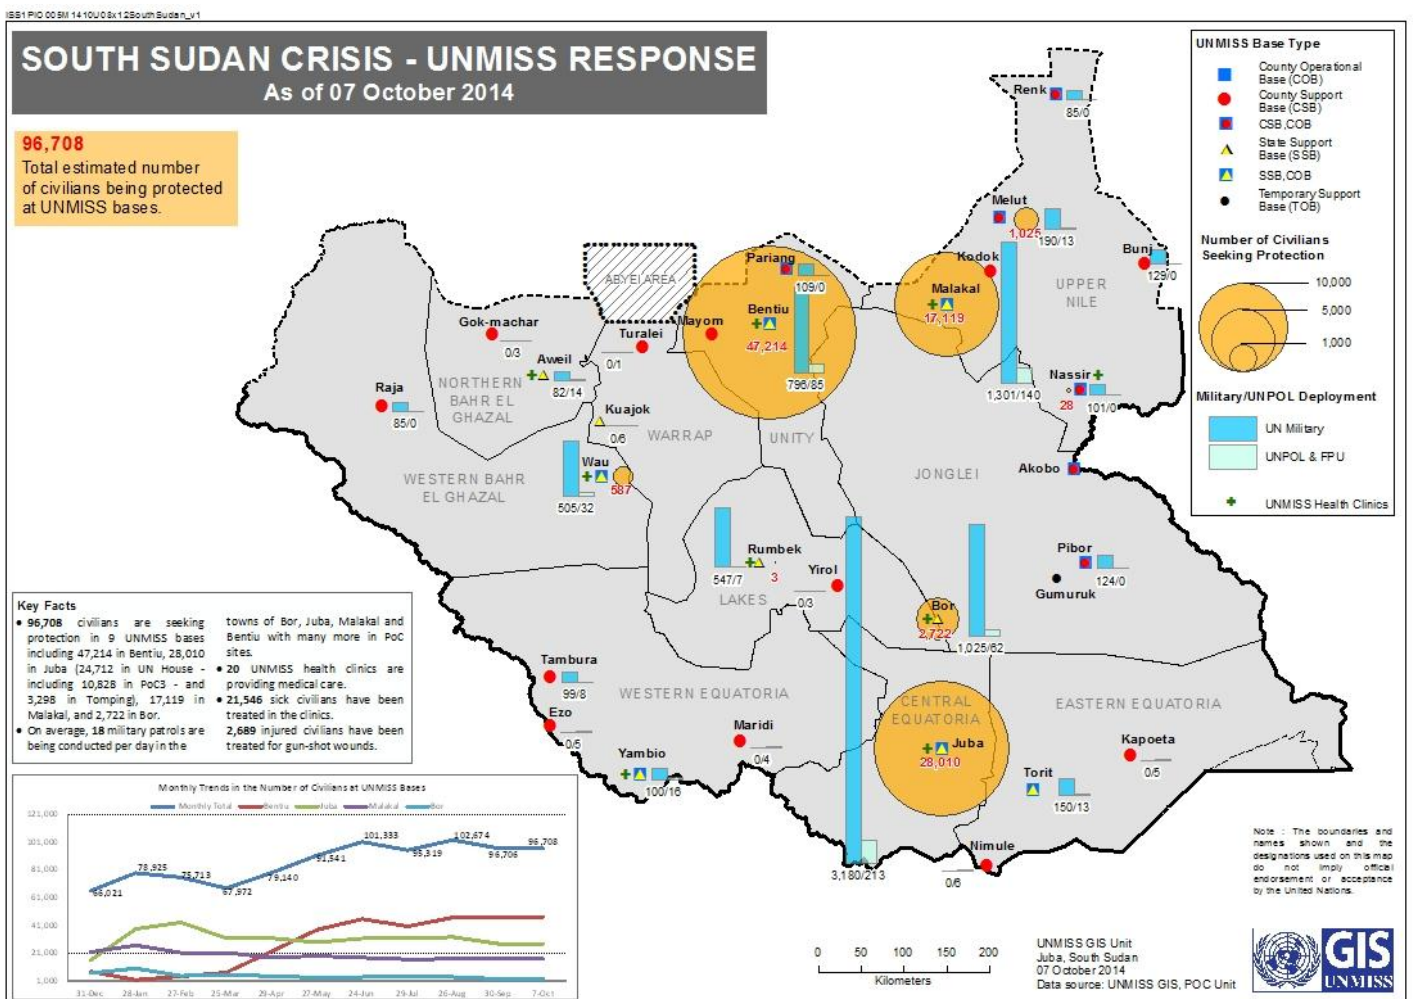 ISS1PIO005M1410U08x12SouthSudan_v1
SOUTH SUDAN CRISIS - UNMISS RESPONSE
As of 07 October 2014
96,708
Total estimated number
of civilians being protected
at UNMISS bases.
UNMISS Base Type
County Operational
Base (COB)
County Support
Base (CSB)
CSB,COB
State Support
Base (SSB)
SSB,COB
Temporary Support
Base (TOB)
Number of Civilians
Seeking Protection
10,000
5,000
1,000
Military/UNPOL Deployment
UN Military
UNPOL & FPU
UNMISS Health Clinics
Renk
85/0
Melut
1,025
190/13
Kodok
Bunj
129/0
UPPER
NILE
Malakal
17,119
1,301/140
Nassir
28
101/0
Pariang
109/0
Bentiu
47,214
796/85
Mayom
ABYEI AREA
Turalei
0/1
Gok-machar
0/3
Aweil
82/14
NORTHERN
BAHR EL
GHAZAL
Raja
85/0
Kuajok
0/6
WARRAP
UNITY
WESTERN BAHR
EL GHAZAL
Wau
587
505/32
JONGLEI
Akobo
Rumbek
3
547/7
LAKES
Yirol
0/3
Pibor
124/0
Gumuruk
Bor
2,722
1,025/62
Tambura
99/8
Ezo
0/5
WESTERN EQUATORIA
Maridi
0/4
Yambio
100/16
CENTRAL
EQUATORIA
Juba
28,010
3,180/213
EASTERN EQUATORIA
Kapoeta
0/5
Torit
150/13
Nimule
0/6
Key Facts
96,708 civilians are seeking
protection in 9 UNMISS bases
including 47,214 in Bentiu, 28,010
in Juba (24,712 in UN House -
including 10,828 in PoC3 - and
3,298 in Tomping), 17,119 in
Malakal, and 2,722 in Bor.
On average, 18 military patrols are
being conducted per day in the
towns of Bor, Juba, Malakal and
Bentiu with many more in PoC
sites.
20 UNMISS health clinics are
providing medical care.
21,546 sick civilians have been
treated in the clinics.
2,689 injured civilians have been
treated for gun-shot wounds.
Monthly Trends in the Number of Civilians at UNMISS Bases
Monthly Total Bentiu Juba Malakal Bor
121,000
101,000
81,000
61,000
41,000
21,000
1,000
66,021
78,925
75,713
67,972
79,140
91,541
101,333
95,319
102,674
96,706
96,708
31-Dec 28-Jan 27-Feb 25-Mar 29-Apr 27-May 24-Jun 29-Jul 26-Aug 30-Sep 7-Oct
Note : The boundaries and
names shown and the
designations used on this map
do not imply official
endorsement or acceptance
by the United Nations.
0 50 100 150 200
Kilometers
UNMISS GIS Unit
Juba, South Sudan
07 October 2014
Data source: UNMISS GIS, POC Unit
GIS
UNMISS